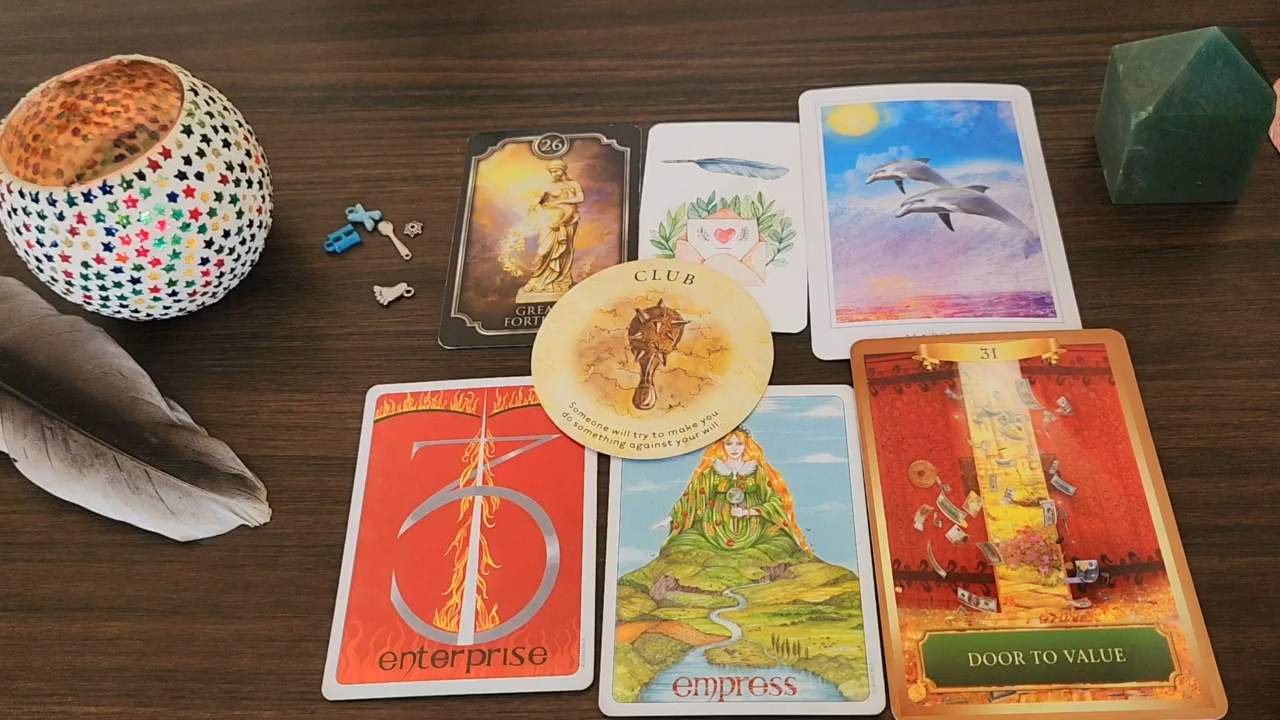 26
GREA
FORT
CLUB
Someone will try to make you
do something against your will.
31
enterprise
empress
DOOR TO VALUE